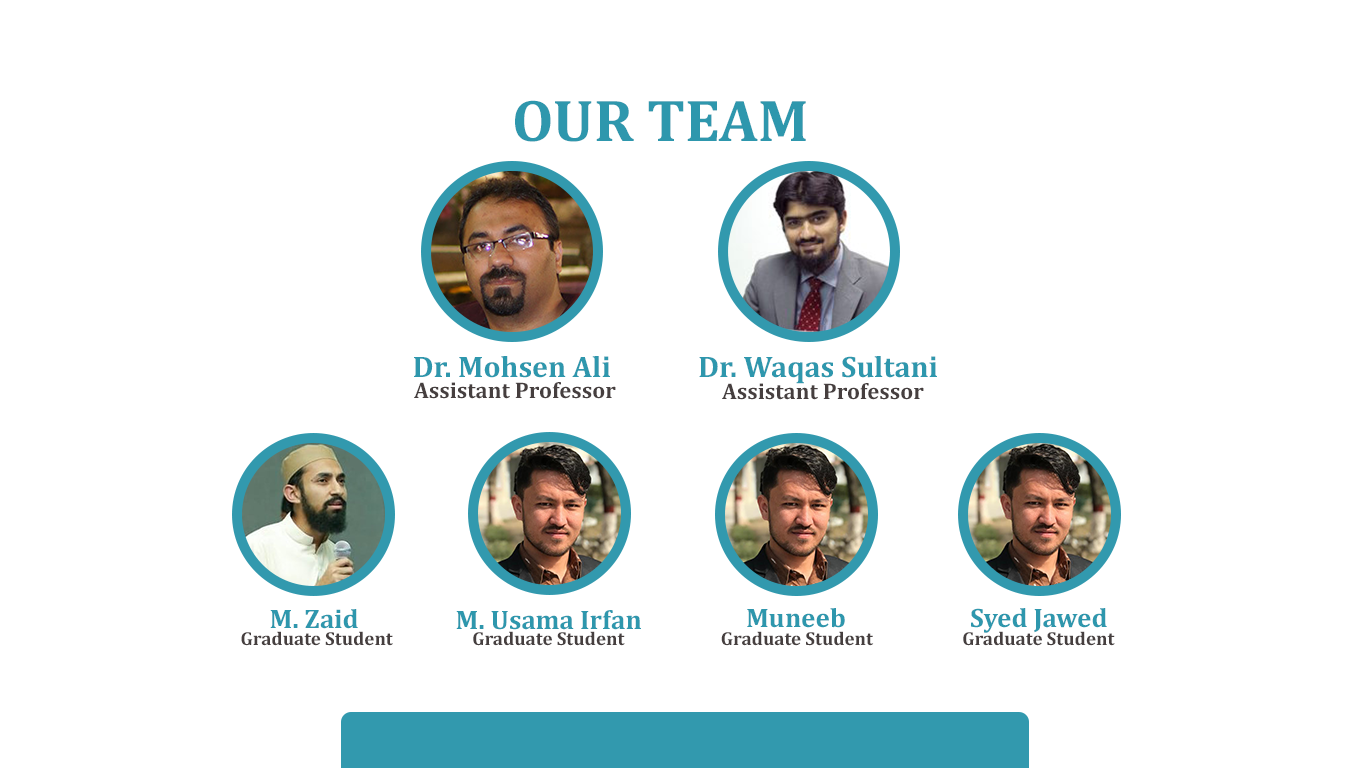 OUR TEAM
Dr. Mohsen Ali
Assistant Professor
Dr. Waqas Sultani
Assistant Professor
M. Zaid
Graduate Student
M. Usama Irfan
Graduate Student
Muneeb
Graduate Student
Syed Jawed
Graduate Student